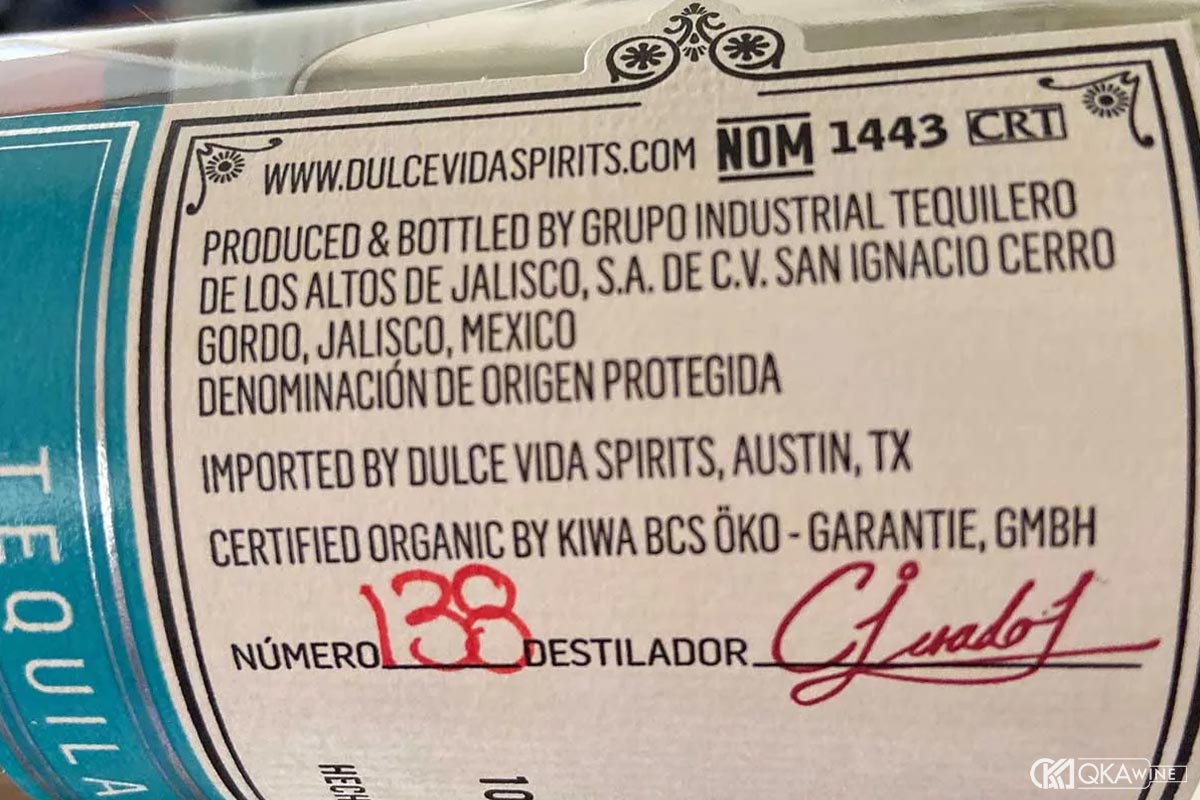 WWW.DULCEVIDASPIRITS.COM NOM 1443 CRT
PRODUCED & BOTTLED BY GRUPO INDUSTRIAL TEQUILERO
DE LOS ALTOS DE JALISCO, S.A. DE C.V. SAN IGNACIO CERRO
GORDO, JALISCO, MEXICO
DENOMINACIÓN DE ORIGEN PROTEGIDA
IMPORTED BY DULCE VIDA SPIRITS, AUSTIN, TX
CERTIFIED ORGANIC BY KIWA BCS ÖKO - GARANTIE, GMBH
NÚMERO 138 DESTILADOR
TEQUILA
QKAWINE